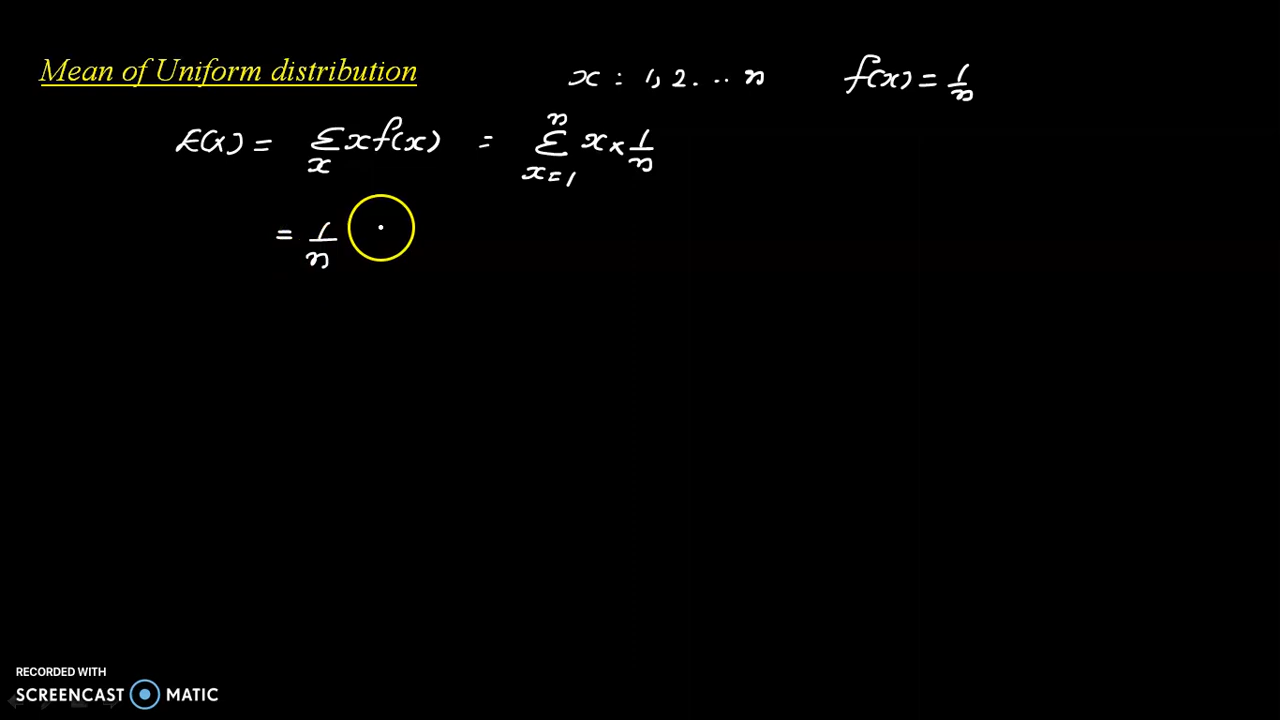 Mean of Uniform distribution
x : 1, 2 . .. n f(x) = 1/n
E(x) = Σ_x x f(x) = Σ_{x=1}^{n} x × 1/n
= 1/n
RECORDED WITH
SCREENCAST MATIC